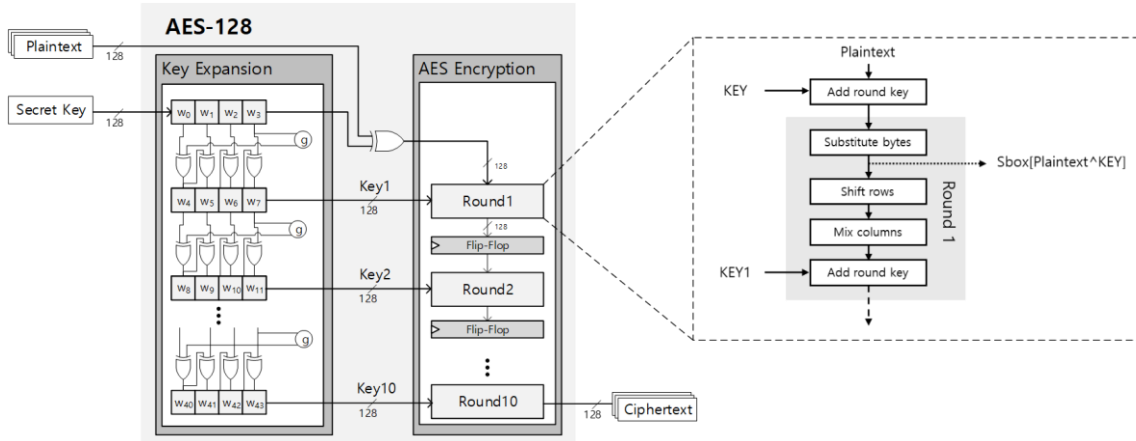 AES-128
Plaintext
128
Secret Key
128
Key Expansion
w0 w1 w2 w3
g
w4 w5 w6 w7
g
w8 w9 w10 w11
g
w40 w41 w42 w43
Key1
128
Key2
128
Key10
128
AES Encryption
128
Round1
128
Flip-Flop
Round2
Flip-Flop
Round10
128
Ciphertext
Plaintext
KEY
Add round key
Substitute bytes
Sbox[Plaintext^KEY]
Shift rows
Mix columns
KEY1
Add round key
Round 1